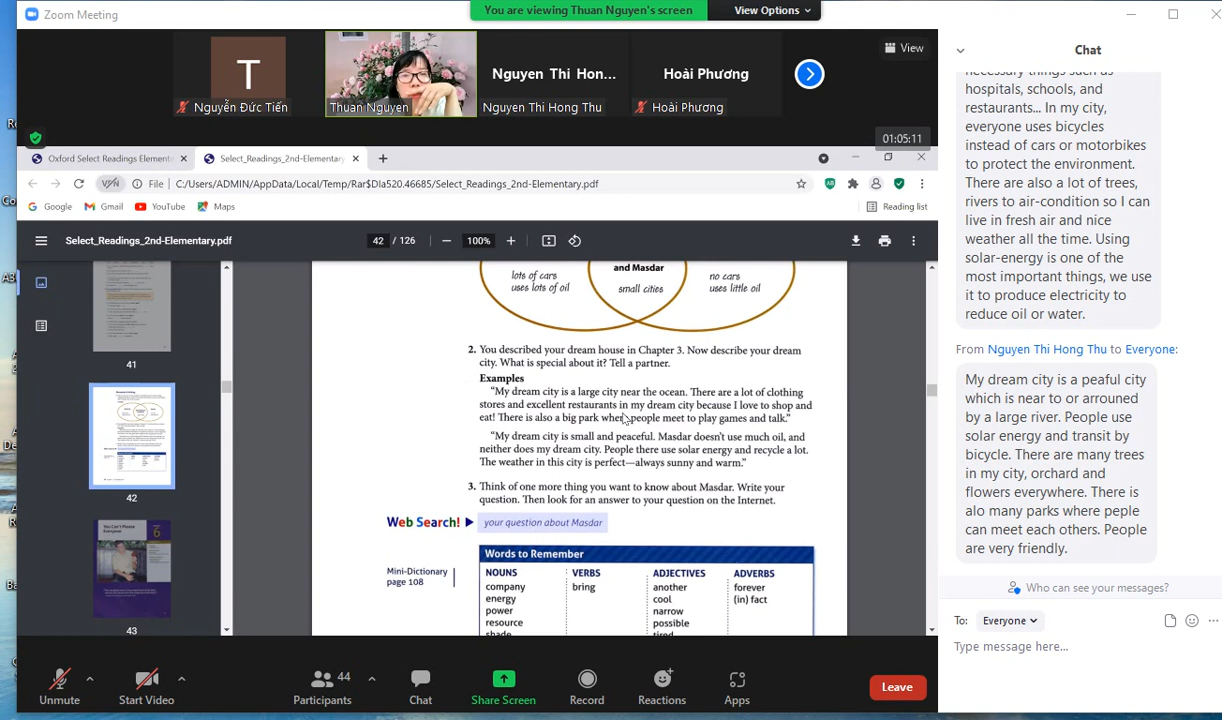 Zoom Meeting
You are viewing Thuan Nguyen's screen
View Options
View
T
Nguyễn Đức Tiến
Thuan Nguyen
Nguyen Thi Hon...
Nguyen Thi Hong Thu
Hoài Phương
Hoài Phương
01:05:11
Oxford Select Readings Element
Select_Readings_2nd-Elementary
VPN
File
C:/Users/ADMIN/AppData/Local/Temp/Rar$DIa520.46685/Select_Readings_2nd-Elementary.pdf
Google
Gmail
YouTube
Maps
Reading list
Select_Readings_2nd-Elementary.pdf
42 / 126
100%
41
42
43
lots of cars
uses lots of oil
and Masdar
small cities
no cars
uses little oil
2. You described your dream house in Chapter 3. Now describe your dream
city. What is special about it? Tell a partner.
Examples
"My dream city is a large city near the ocean. There are a lot of clothing
stores and excellent restaurants in my dream city because I love to shop and
eat! There is also a big park where people meet to play games and talk."
"My dream city is small and peaceful. Masdar doesn't use much oil, and
neither does my dream city. People there use solar energy and recycle a lot.
The weather in this city is perfect—always sunny and warm."
3. Think of one more thing you want to know about Masdar. Write your
question. Then look for an answer to your question on the Internet.
Web Search!
your question about Masdar
Words to Remember
Mini-Dictionary
page 108
NOUNS
company
energy
power
resource
shade
VERBS
bring
ADJECTIVES
another
cool
narrow
possible
tired
ADVERBS
forever
(in) fact
You Can't Please
Everyone
6
Chat
necessary things such as
hospitals, schools, and
restaurants... In my city,
everyone uses bicycles
instead of cars or motorbikes
to protect the environment.
There are also a lot of trees,
rivers to air-condition so I can
live in fresh air and nice
weather all the time. Using
solar-energy is one of the
most important things, we use
it to produce electricity to
reduce oil or water.
From Nguyen Thi Hong Thu to Everyone:
My dream city is a peaful city
which is near to or arrouned
by a large river. People use
solar energy and transit by
bicycle. There are many trees
in my city, orchard and
flowers everywhere. There is
alo many parks where peple
can meet each others. People
are very friendly.
Who can see your messages?
To: Everyone
Type message here...
Unmute
Start Video
Participants
44
Chat
Share Screen
Record
Reactions
Apps
Leave